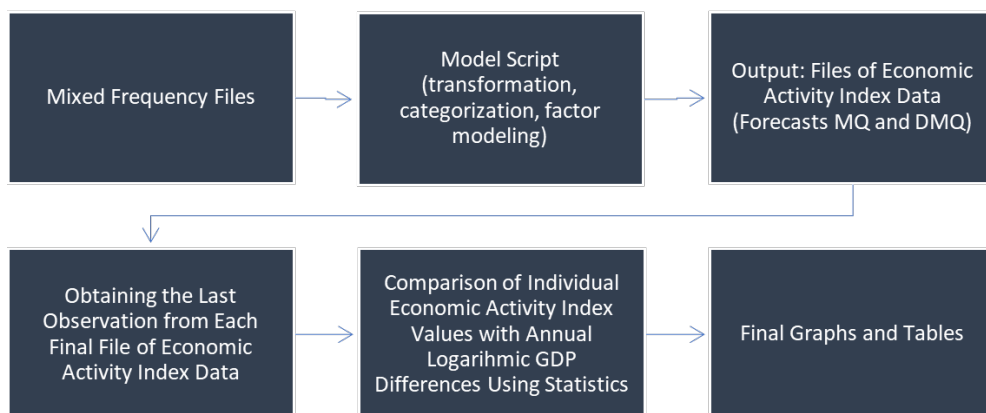 Mixed Frequency Files
Model Script
(transformation,
categorization, factor
modeling)
Output: Files of Economic
Activity Index Data
(Forecasts MQ and DMQ)
Obtaining the Last
Observation from Each
Final File of Economic
Activity Index Data
Comparison of Individual
Economic Activity Index
Values with Annual
Logarihmic GDP
Differences Using Statistics
Final Graphs and Tables